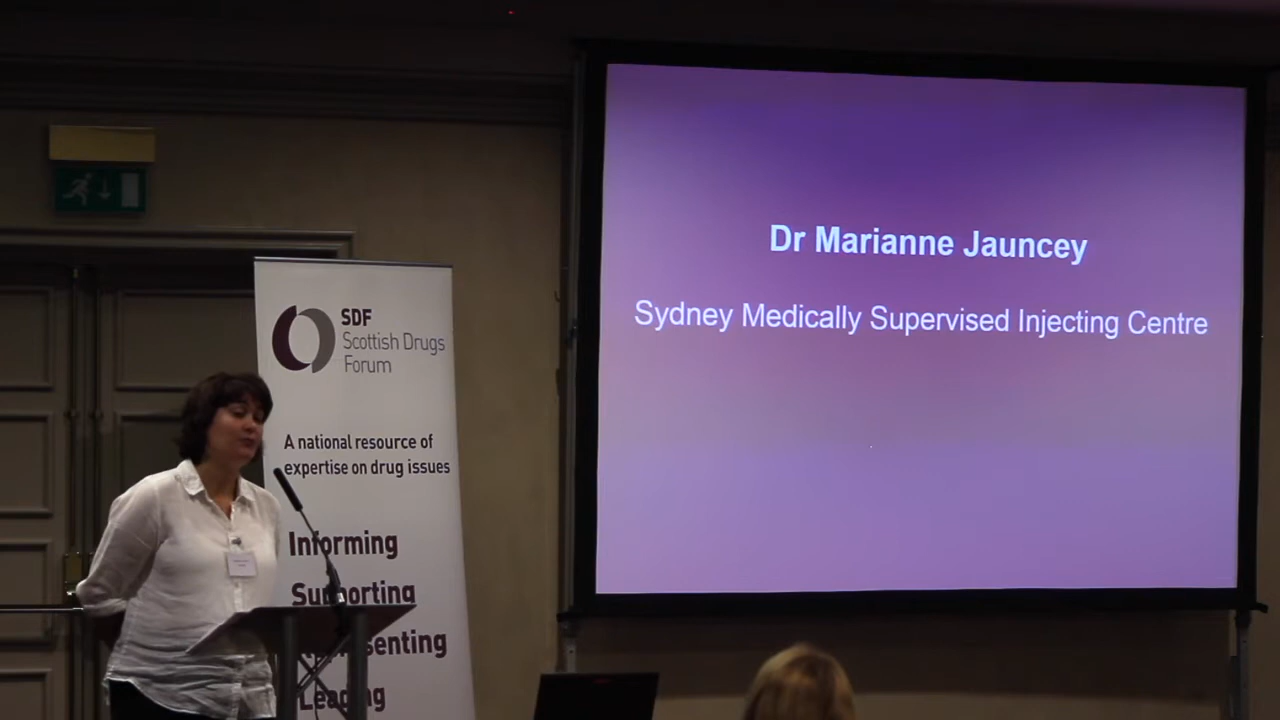 SDF
Scottish Drugs
Forum
A national resource of
expertise on drug issues
Informing
Supporting
Leading
Dr Marianne Jauncey
Sydney Medically Supervised Injecting Centre